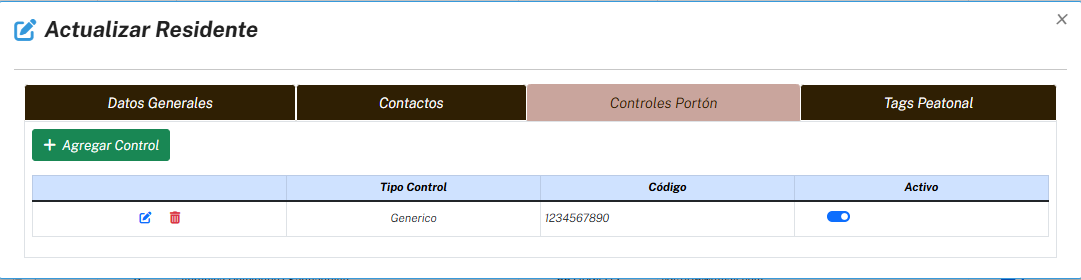 Actualizar Residente
×
Datos Generales Contactos Controles Portón Tags Peatonal
+ Agregar Control
Tipo Control Código Activo
Generico 1234567890